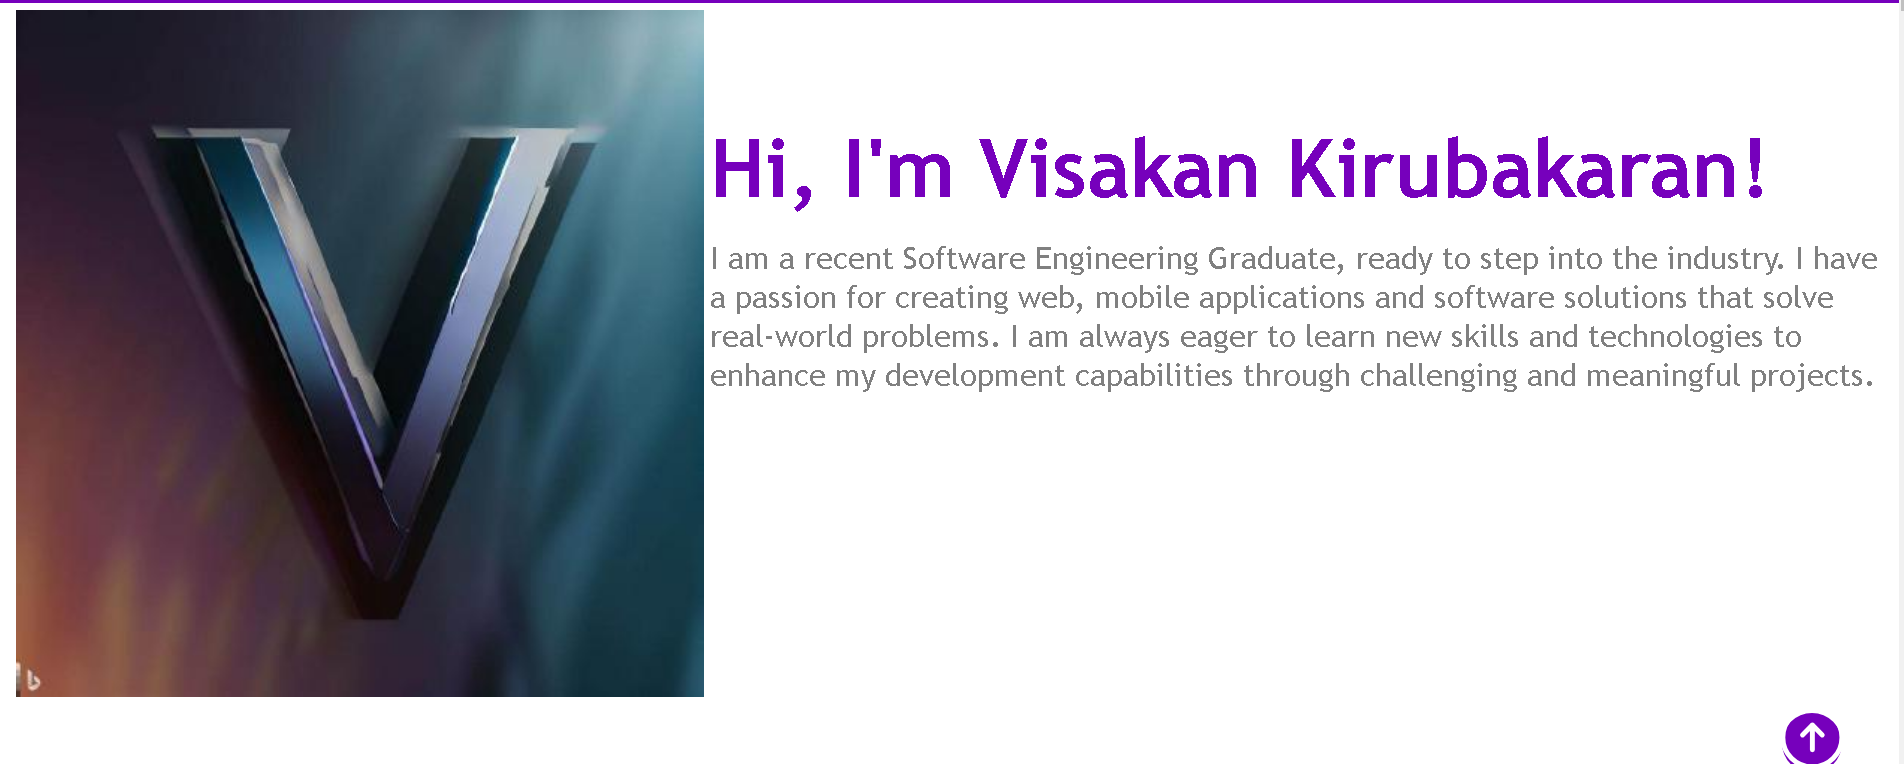 V
Hi, I'm Visakan Kirubakaran!
I am a recent Software Engineering Graduate, ready to step into the industry. I have
a passion for creating web, mobile applications and software solutions that solve
real-world problems. I am always eager to learn new skills and technologies to
enhance my development capabilities through challenging and meaningful projects.
b